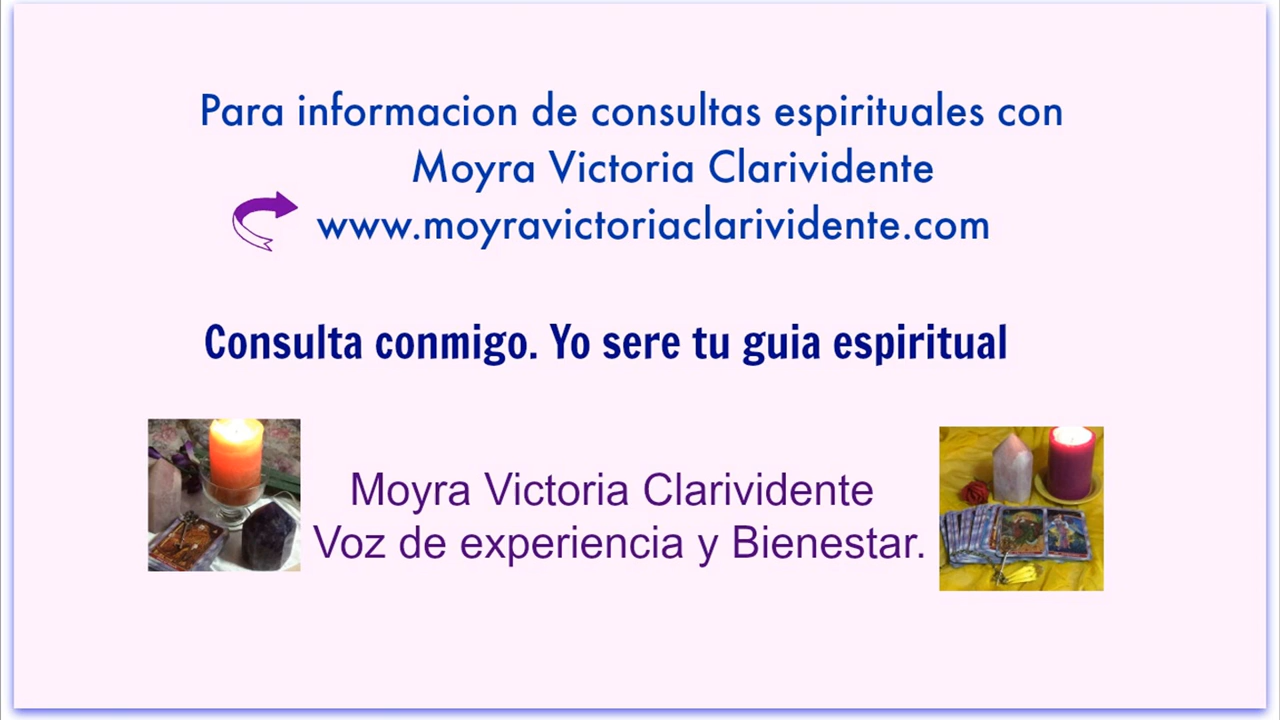 Para informacion de consultas espirituales con
Moyra Victoria Clarividente
www.moyravictoriaclarividente.com
Consulta conmigo. Yo sere tu guia espiritual
Moyra Victoria Clarividente
Voz de experiencia y Bienestar.